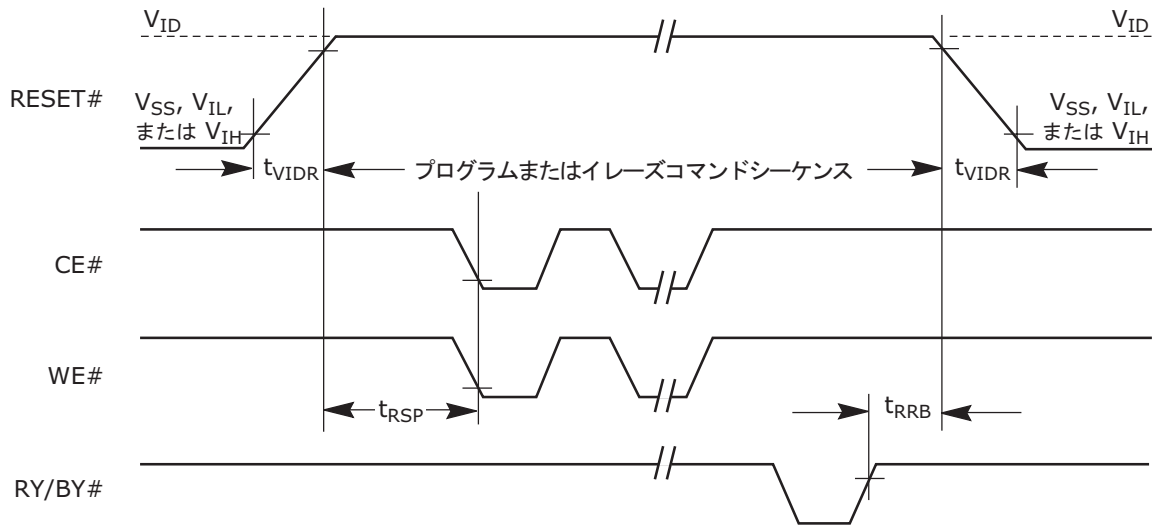 V_ID
V_ID
RESET#
V_SS, V_IL,
または V_IH
V_SS, V_IL,
または V_IH
t_VIDR
プログラムまたはイレーズコマンドシーケンス
t_VIDR
CE#
WE#
t_RSP
t_RRB
RY/BY#